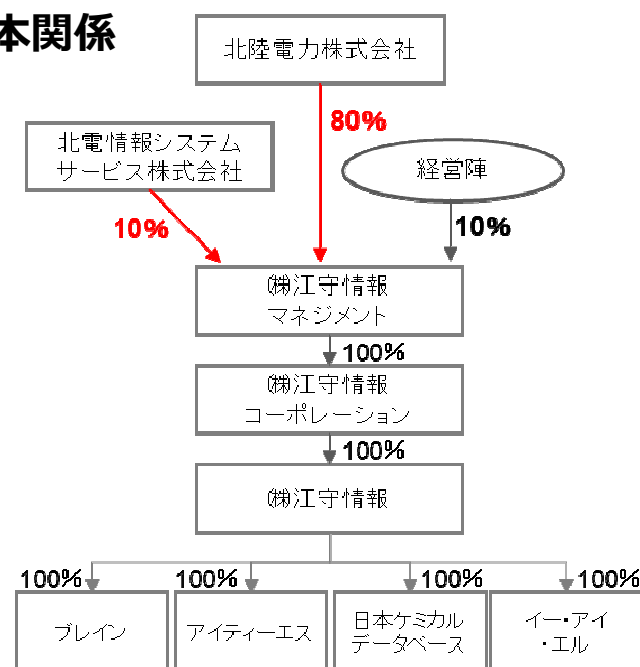 本関係
北陸電力株式会社
80%
北電情報システム
サービス株式会社
経営陣
10%
10%
㈱江守情報
マネジメント
100%
㈱江守情報
コーポレーション
100%
㈱江守情報
100%
100%
100%
100%
ブレイン
アイティーエス
日本ケミカル
データベース
イー・アイ
・エル